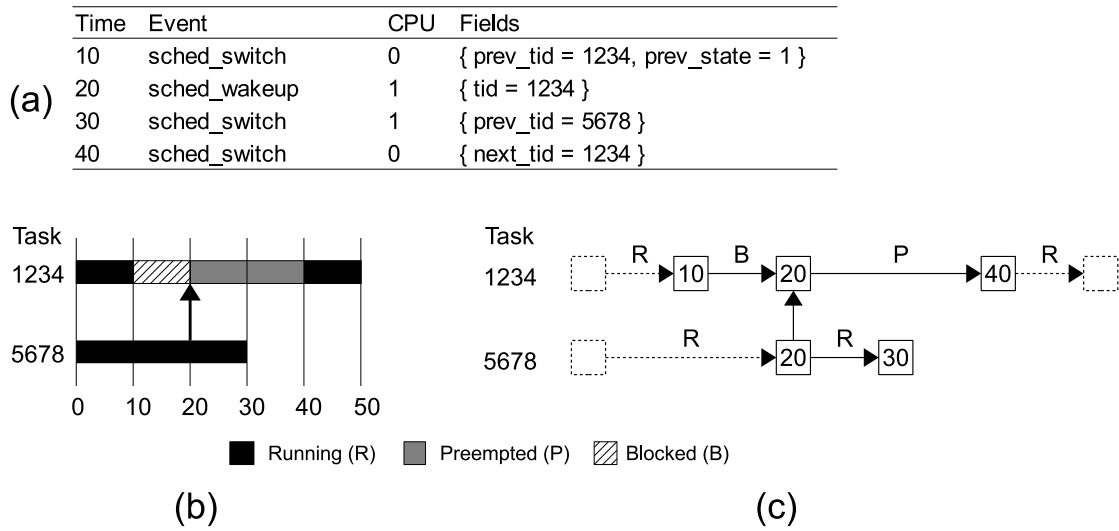 Time Event CPU Fields
10 sched_switch 0 { prev_tid = 1234, prev_state = 1 }
20 sched_wakeup 1 { tid = 1234 }
30 sched_switch 1 { prev_tid = 5678 }
40 sched_switch 0 { next_tid = 1234 }
(a)
Task
1234
5678
0 10 20 30 40 50
Task
R B P R
1234 10 20 40
R R
5678 20 30
Running (R) Preempted (P) Blocked (B)
(b) (c)